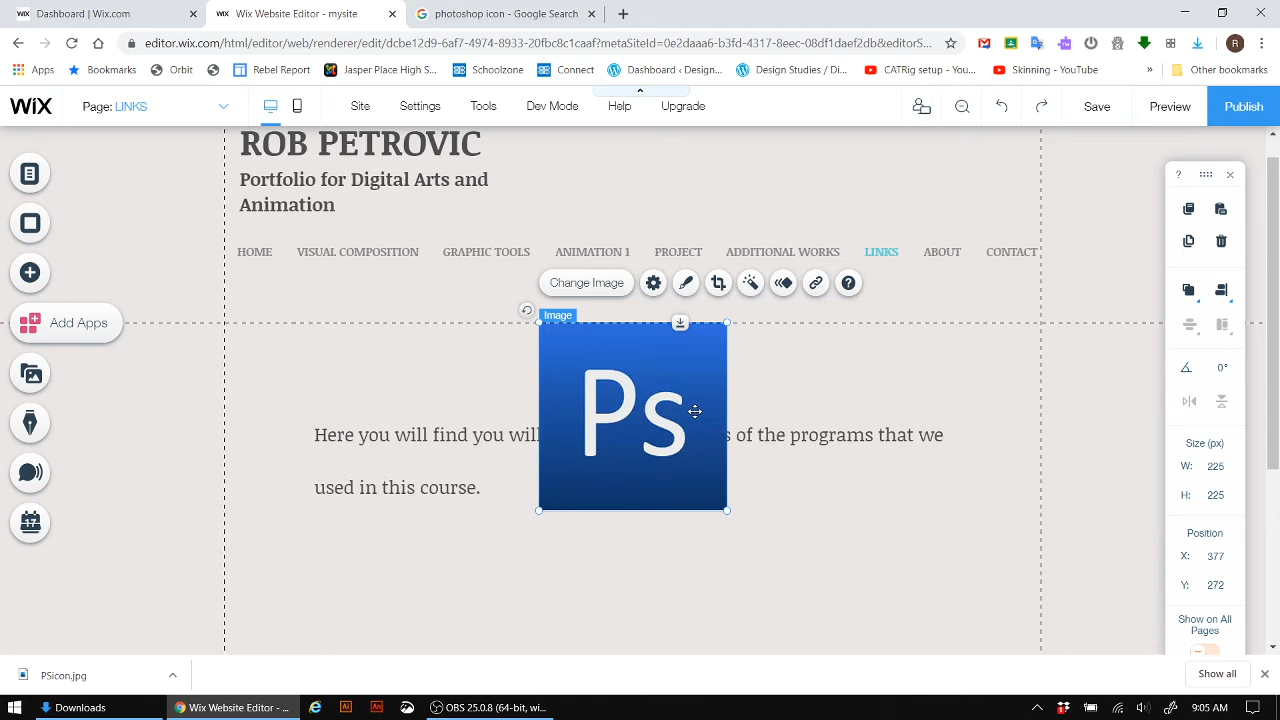 Dashboard | Wix.com
Wix Website Editor - mysite
photoshop icon - Google Search
Apps
Bookmarks
Orbit
Rebel Reporter
Jasper Place High S...
Schoolzone
Connect
Dashboard ‹ Design...
Design Studies / Di...
CATRig setup - You...
Skinning - YouTube
»
Other bookmarks
WiX
Page: LINKS
Site
Settings
Tools
Dev Mode
Help
Upgrade
Save
Preview
Publish
ROB PETROVIC
Portfolio for Digital Arts and
Animation
HOME
VISUAL COMPOSITION
GRAPHIC TOOLS
ANIMATION 1
PROJECT
ADDITIONAL WORKS
LINKS
ABOUT
CONTACT
Change Image
Image
Add Apps
Ps
Here you will find you will
of the programs that we
used in this course.
0°
Size (px)
W: 225
H: 225
Position
X: 377
Y: 272
Show on All
Pages
PSicon.jpg
Show all
Downloads
Wix Website Editor - ...
OBS 25.0.8 (64-bit, wi...
9:05 AM